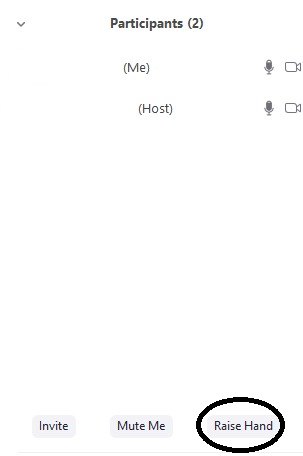 Participants (2)
(Me)
(Host)
Invite Mute Me Raise Hand